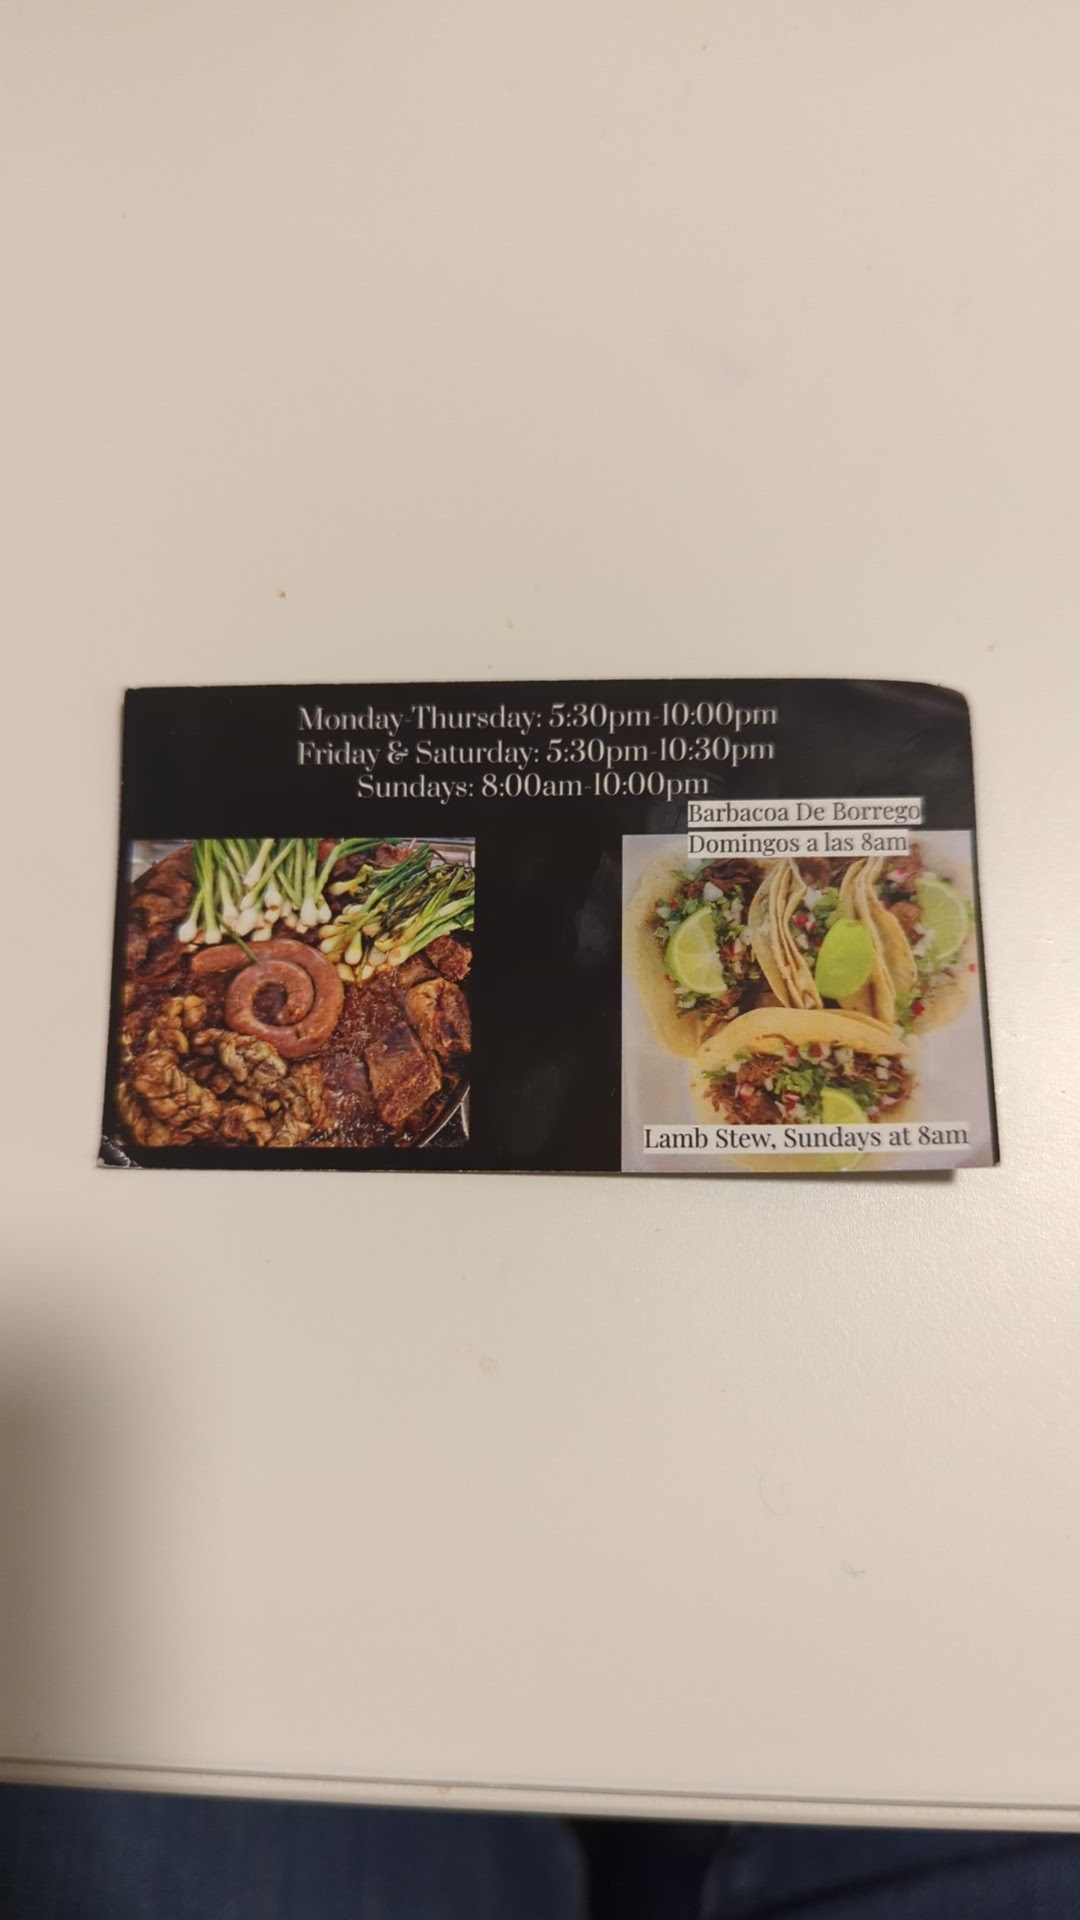 Monday-Thursday: 5:30pm-10:00pm
Friday & Saturday: 5:30pm-10:30pm
Sundays: 8:00am-10:00pm
Barbacoa De Borrego
Domingos a las 8am
Lamb Stew, Sundays at 8am